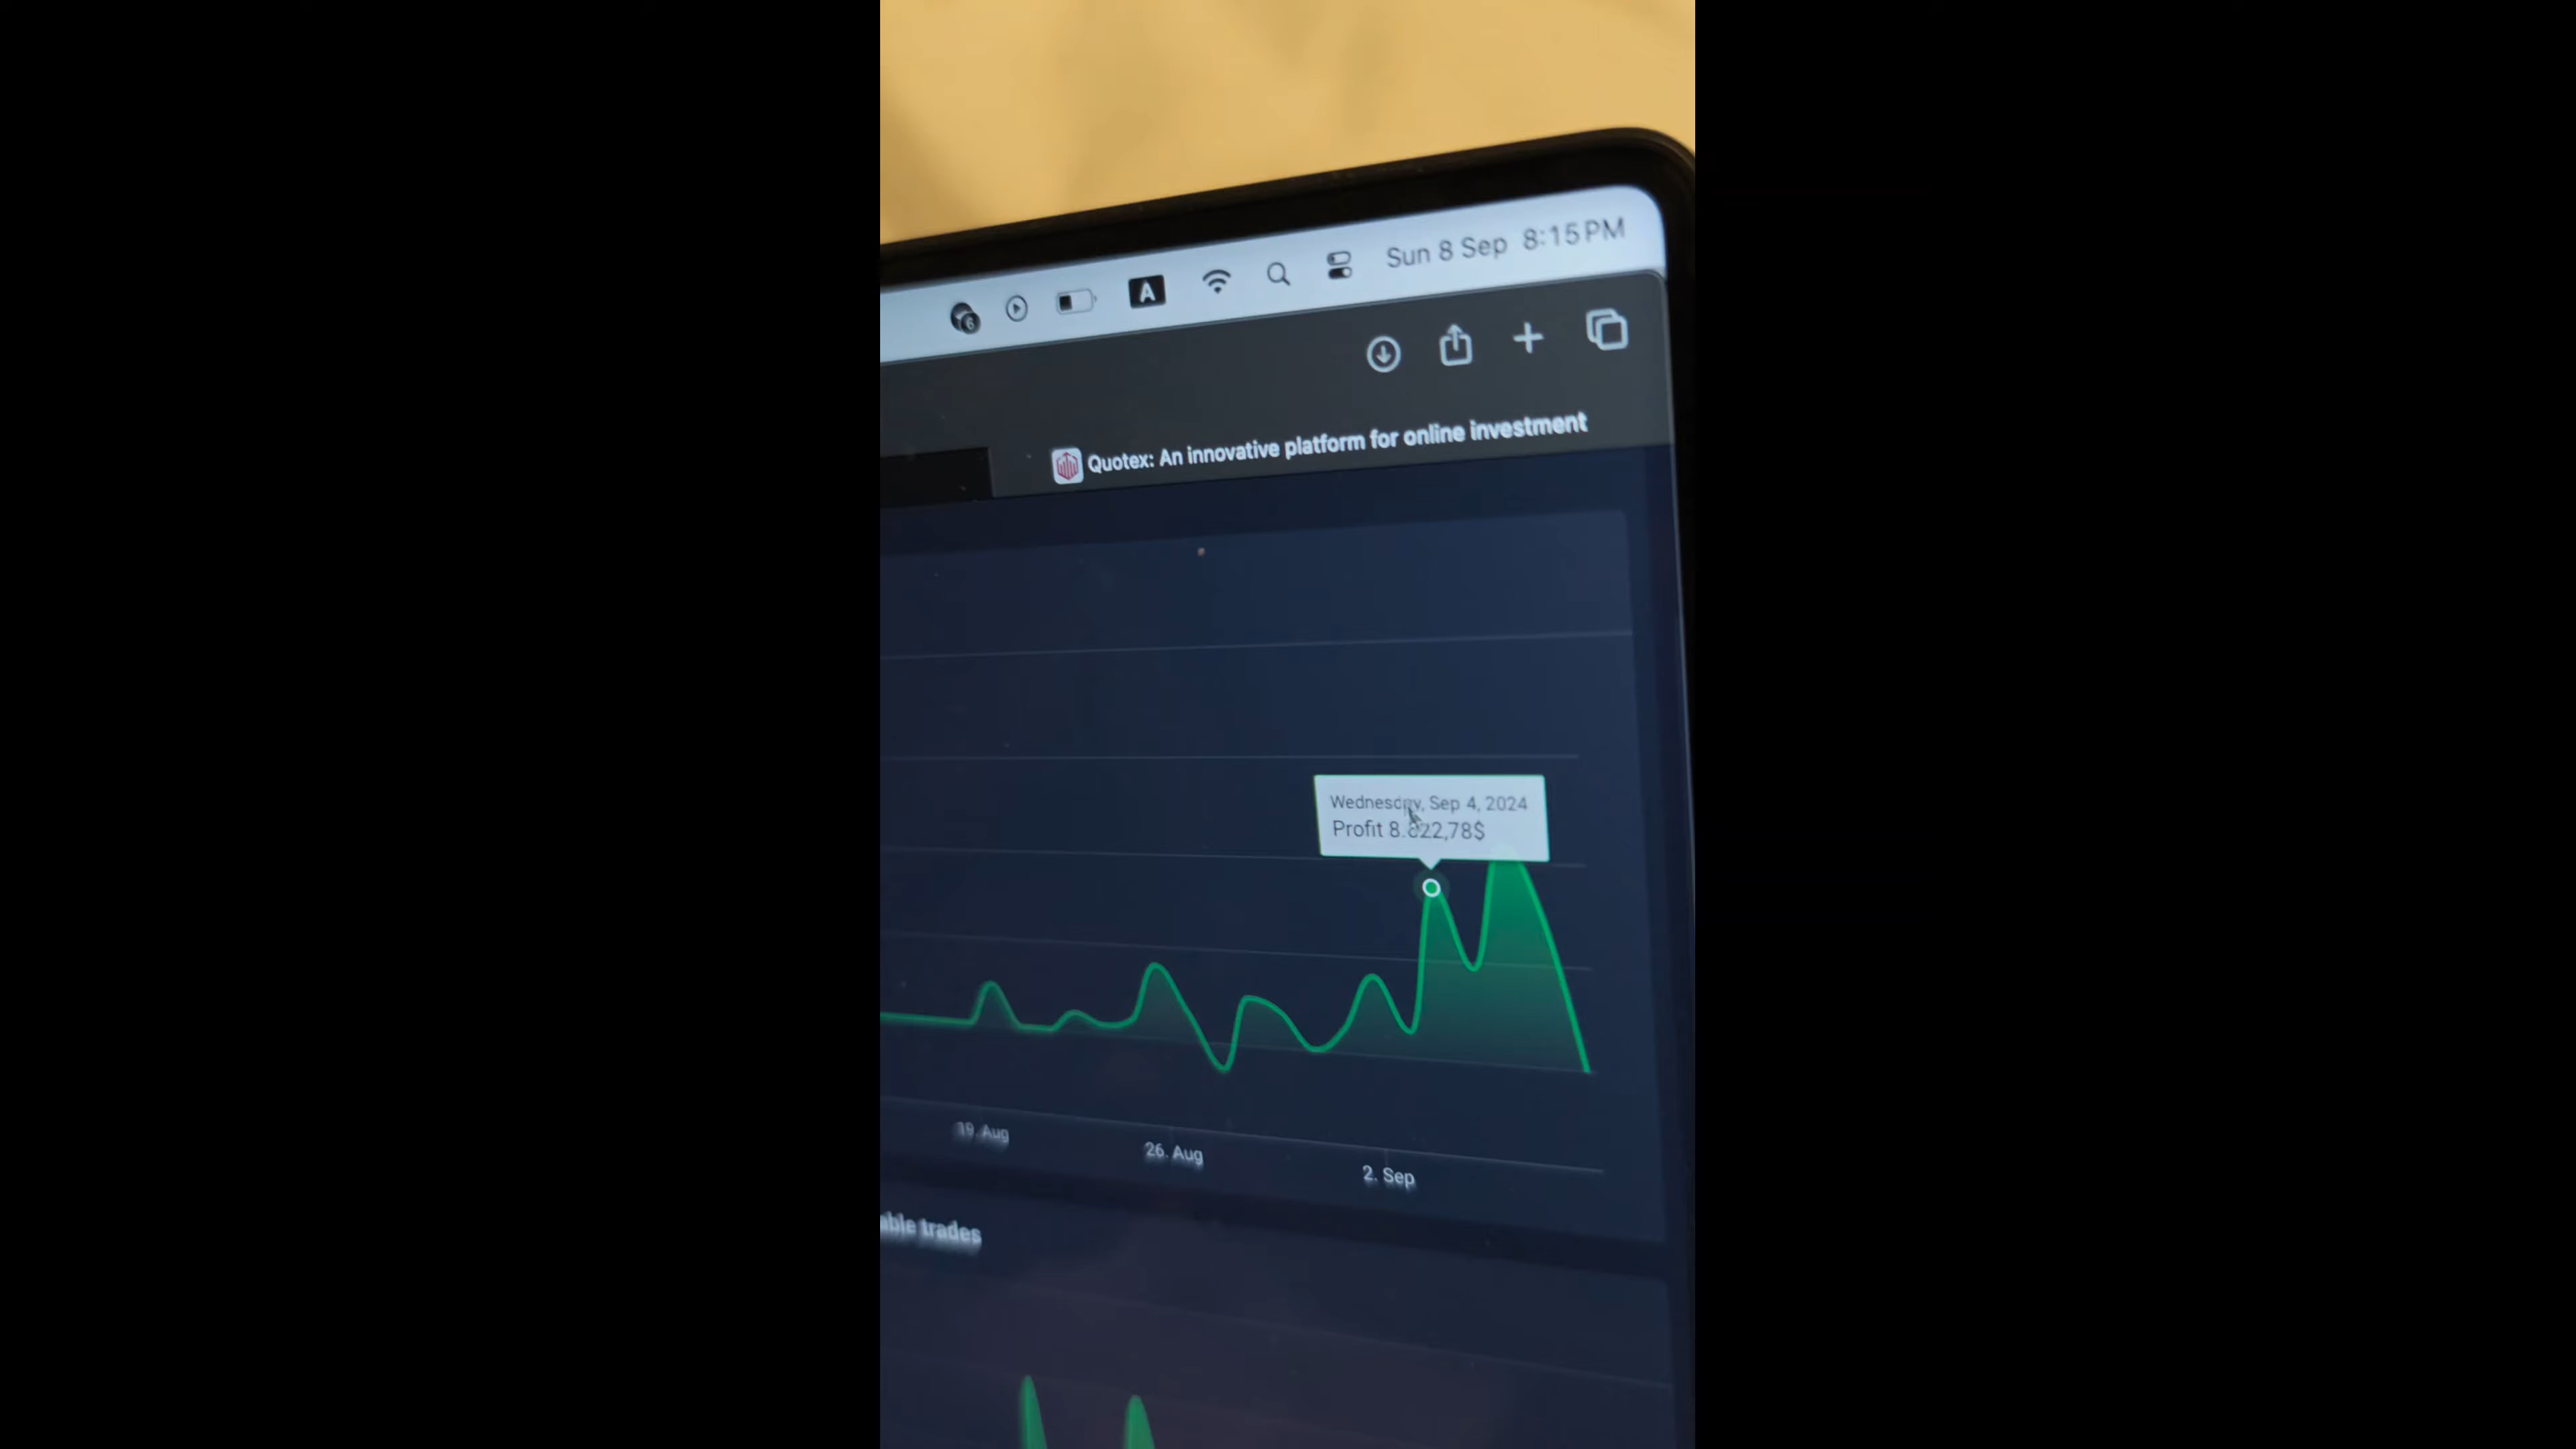 Sun 8 Sep 8:15 PM
A
6
Quotex: An innovative platform for online investment
Wednesday, Sep 4, 2024
Profit 8.822,78$
19. Aug
26. Aug
2. Sep
able trades